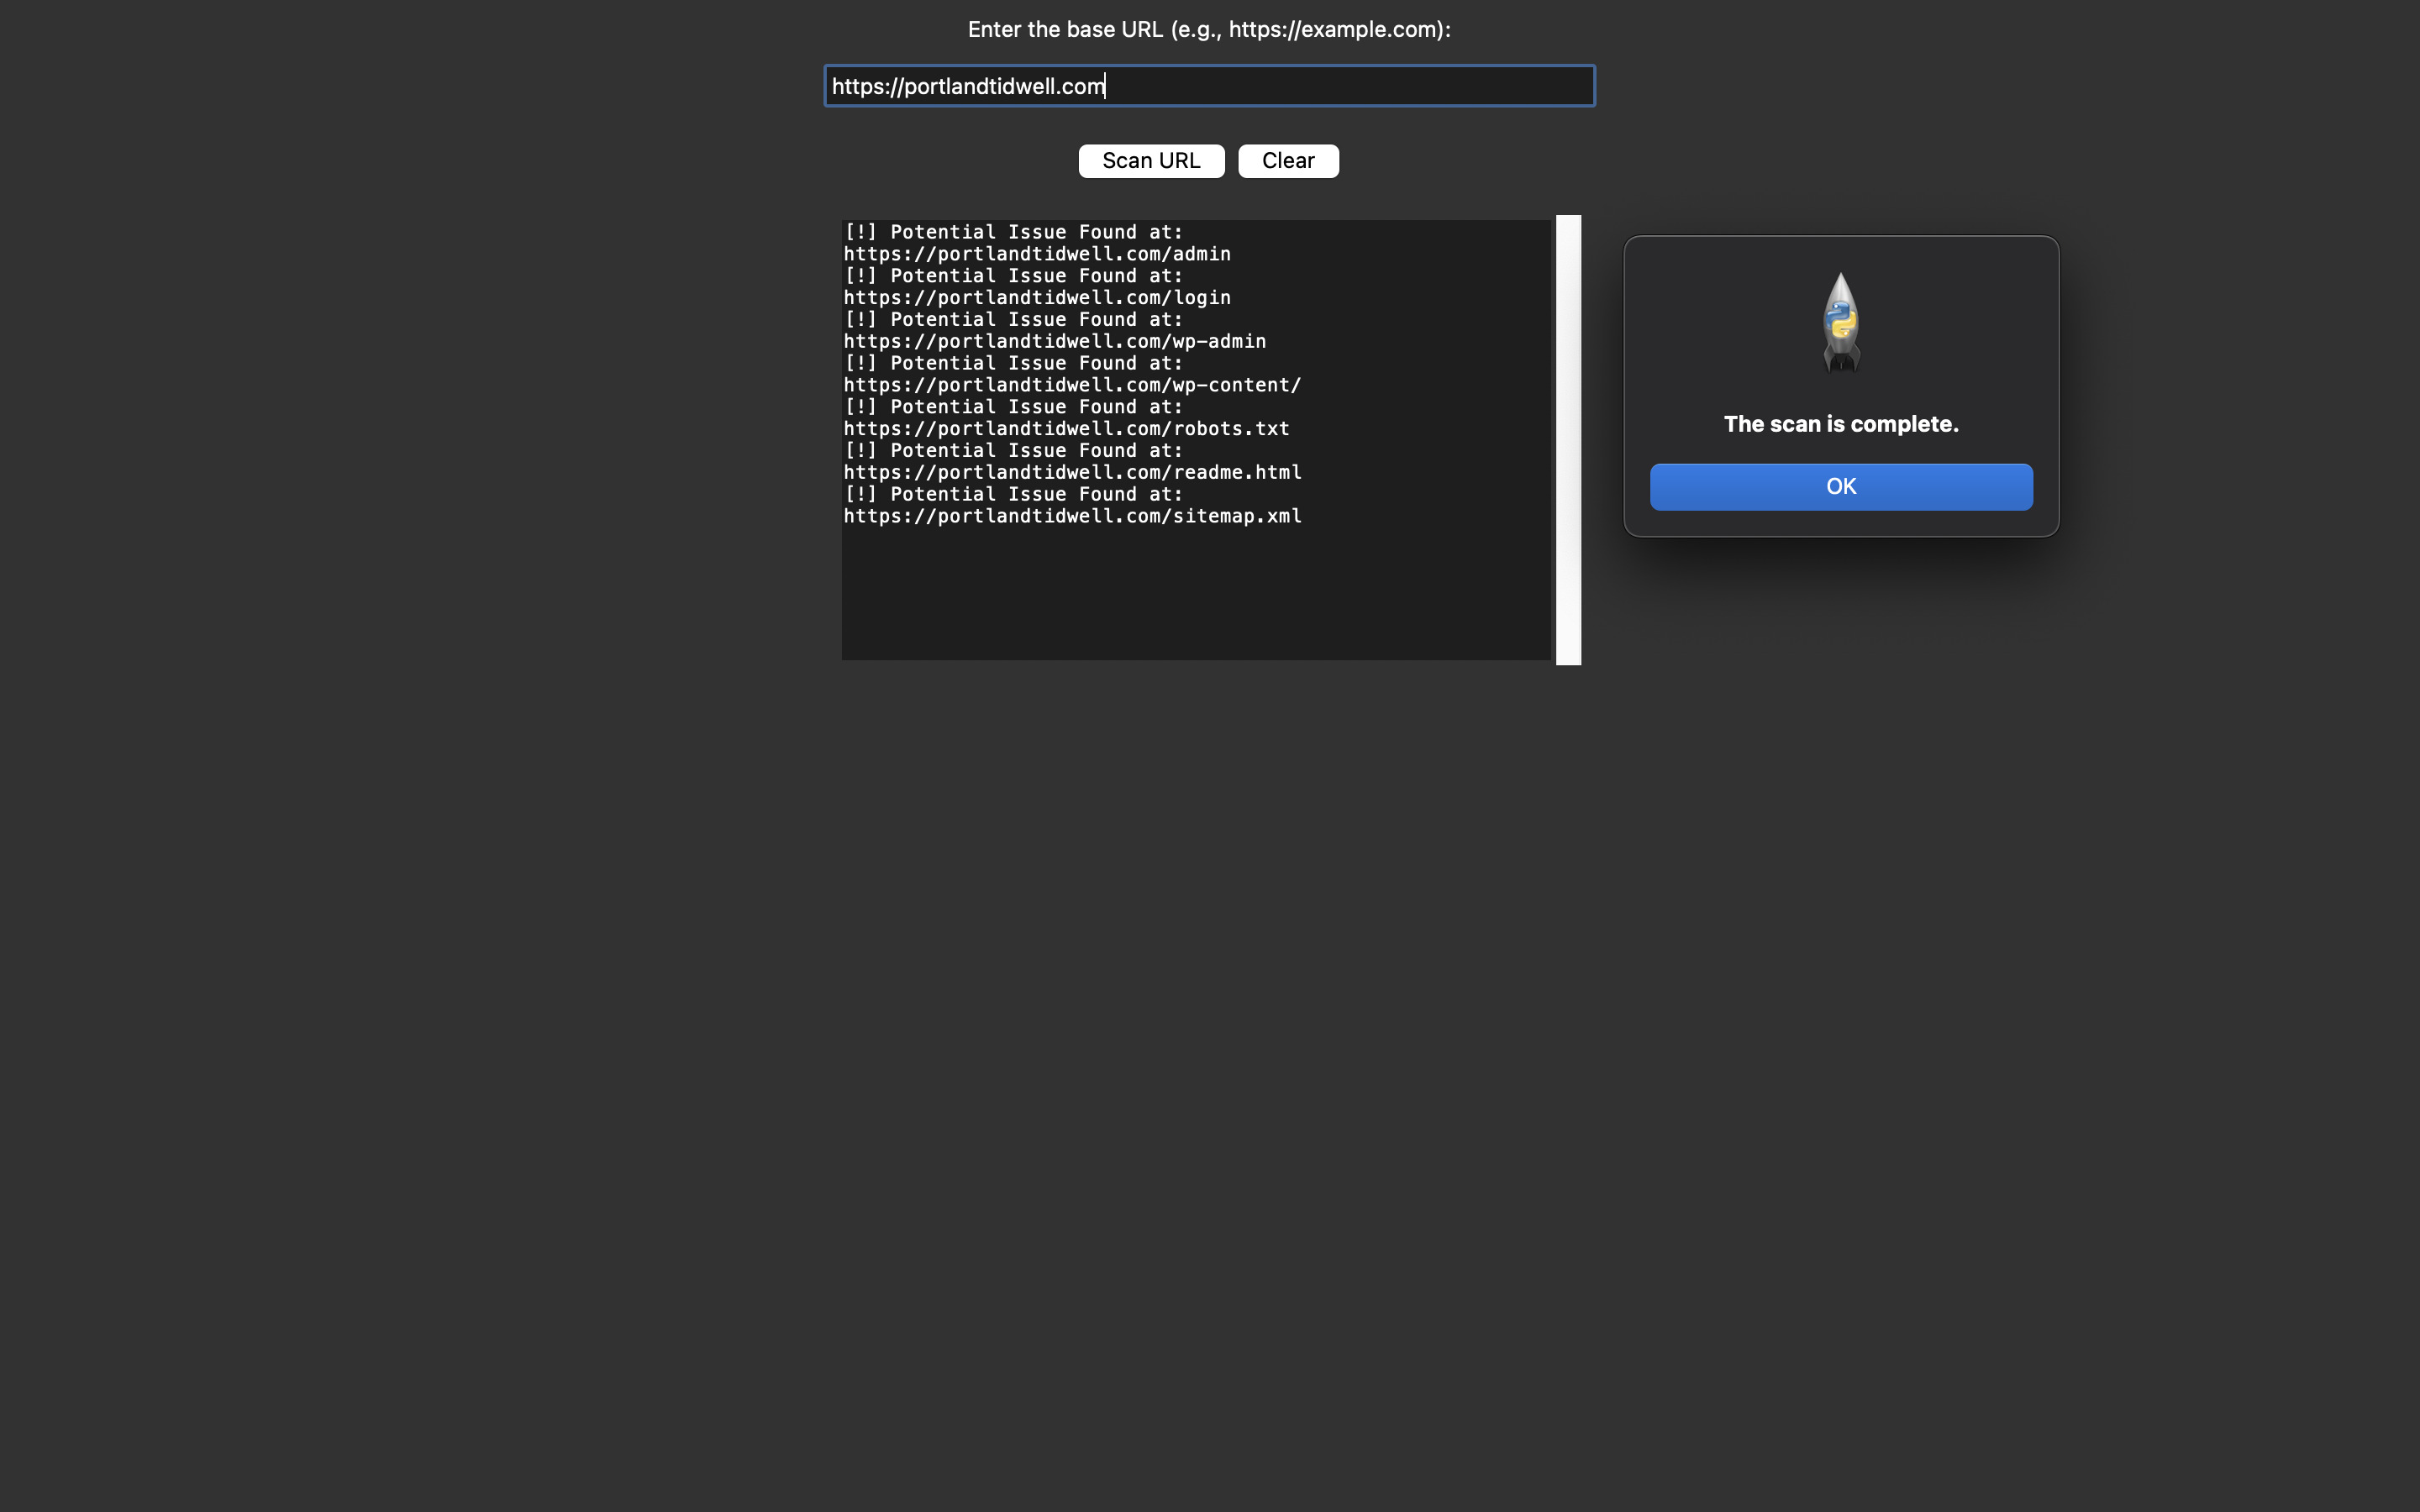 Enter the base URL (e.g., https://example.com):
https://portlandtidwell.com
Scan URL
Clear
[!] Potential Issue Found at:
https://portlandtidwell.com/admin
[!] Potential Issue Found at:
https://portlandtidwell.com/login
[!] Potential Issue Found at:
https://portlandtidwell.com/wp-admin
[!] Potential Issue Found at:
https://portlandtidwell.com/wp-content/
[!] Potential Issue Found at:
https://portlandtidwell.com/robots.txt
[!] Potential Issue Found at:
https://portlandtidwell.com/readme.html
[!] Potential Issue Found at:
https://portlandtidwell.com/sitemap.xml
The scan is complete.
OK